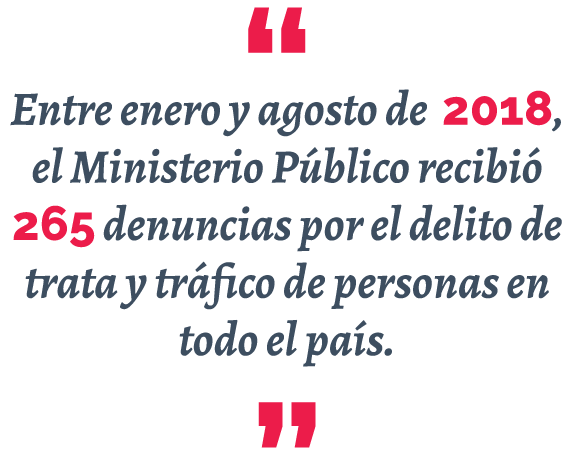 “
Entre enero y agosto de 2018,
el Ministerio Público recibió
265 denuncias por el delito de
trata y tráfico de personas en
todo el país.
”